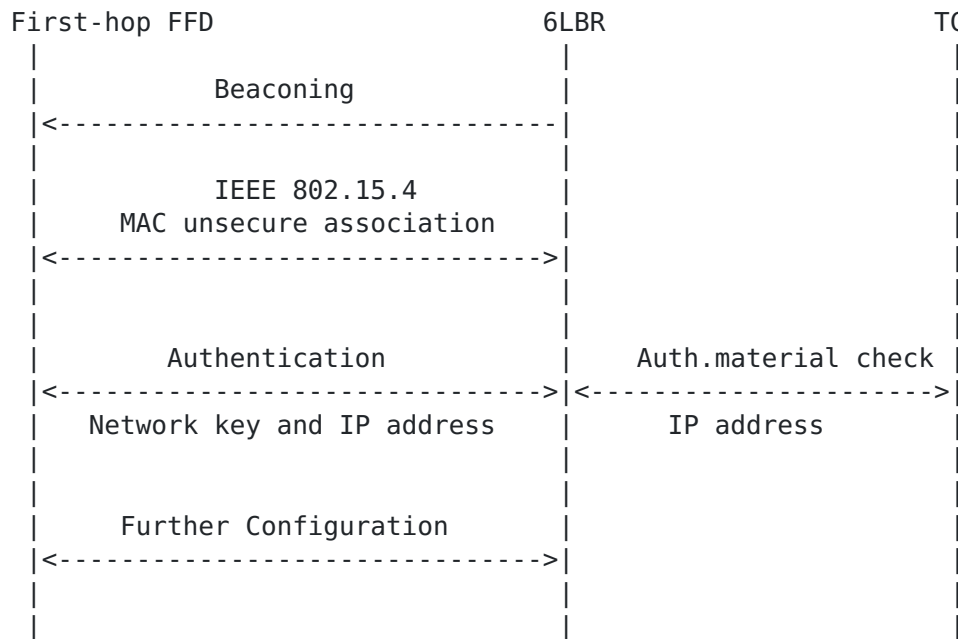 First-hop FFD 6LBR
Beaconing
IEEE 802.15.4
MAC unsecure association
Authentication Auth.material check
Network key and IP address IP address
Further Configuration